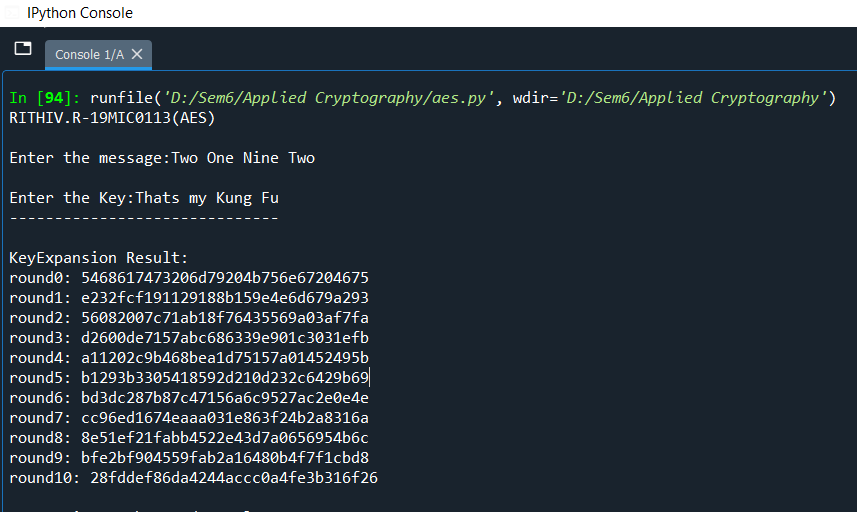 IPython Console
Console 1/A
In [94]: runfile('D:/Sem6/Applied Cryptography/aes.py', wdir='D:/Sem6/Applied Cryptography')
RITHIV.R-19MIC0113(AES)
Enter the message:Two One Nine Two
Enter the Key:Thats my Kung Fu
------------------------------
KeyExpansion Result:
round0: 5468617473206d79204b756e67204675
round1: e232fcf191129188b159e4e6d679a293
round2: 56082007c71ab18f76435569a03af7fa
round3: d2600de7157abc686339e901c3031efb
round4: a11202c9b468bea1d75157a01452495b
round5: b1293b3305418592d210d232c6429b69
round6: bd3dc287b87c47156a6c9527ac2e0e4e
round7: cc96ed1674eaaa031e863f24b2a8316a
round8: 8e51ef21fabb4522e43d7a0656954b6c
round9: bfe2bf904559fab2a16480b4f7f1cbd8
round10: 28fddef86da4244accc0a4fe3b316f26